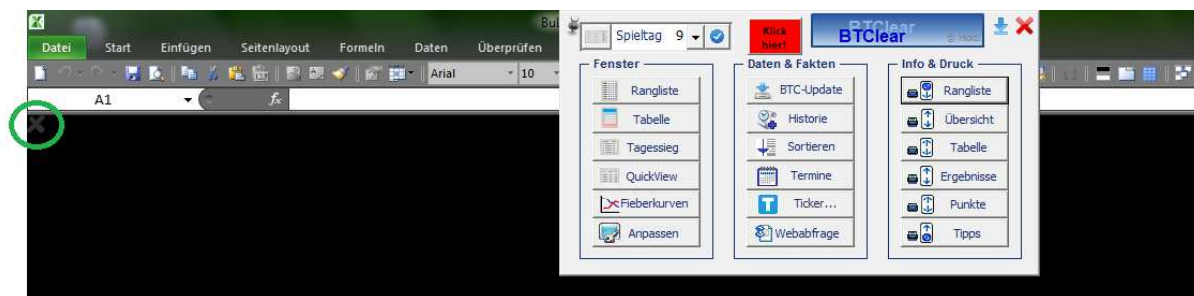 Datei Start Einfügen Seitenlayout Formeln Daten Überprüfen
Arial 10
A1 fx
Spieltag 9 Klick hier! BTClear
Fenster
Rangliste
Tabelle
Tagessieg
QuickView
Fieberkurven
Anpassen
Daten & Fakten
BTC-Update
Historie
Sortieren
Termine
Ticker...
Webabfrage
Info & Druck
Rangliste
Übersicht
Tabelle
Ergebnisse
Punkte
Tipps